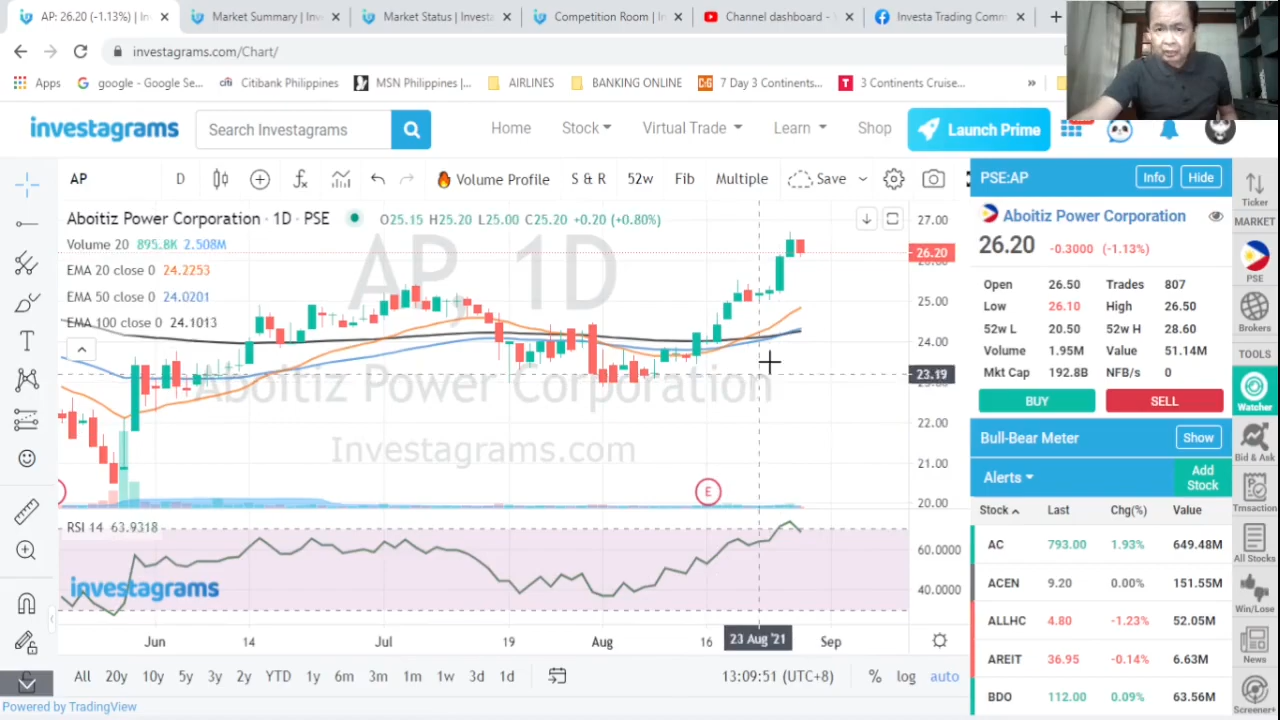 AP: 26.20 (-1.13%) | In
Market Summary | Inve
Market Status | Investa
Competition Room | In
Channel dashboard -
Investa Trading Comm
investagrams.com/Chart/
Apps
google - Google Se...
Citibank Philippines
MSN Philippines |...
AIRLINES
BANKING ONLINE
7 Day 3 Continents...
3 Continents Cruise...
»
investagrams
Search Investagrams
Home
Stock
Virtual Trade
Learn
Shop
Launch Prime
AP
D
Volume Profile
S & R
52w
Fib
Multiple
Save
Aboitiz Power Corporation · 1D · PSE
O25.15 H25.20 L25.00 C25.20 +0.20 (+0.80%)
Volume 20 895.8K 2.508M
EMA 20 close 0 24.2253
EMA 50 close 0 24.0201
EMA 100 close 0 24.1013
AP, 1D
Aboitiz Power Corporation
Investagrams.com
27.00
26.20
25.00
24.00
23.19
22.00
21.00
20.00
E
RSI 14 63.9318
60.0000
40.0000
investagrams
Jun
14
Jul
19
Aug
16
23 Aug '21
Sep
All 20y 10y 5y 3y 2y YTD 1y 6m 3m 1m 1w 3d 1d
13:09:51 (UTC+8)
% log auto
Powered by TradingView
PSE:AP
Info
Hide
Aboitiz Power Corporation
26.20 -0.3000 (-1.13%)
Open 26.50 Trades 807
Low 26.10 High 26.50
52w L 20.50 52w H 28.60
Volume 1.95M Value 51.14M
Mkt Cap 192.8B NFB/s 0
BUY
SELL
Bull-Bear Meter
Show
Alerts
Add Stock
Stock Last Chg(%) Value
AC 793.00 1.93% 649.48M
ACEN 9.20 0.00% 151.55M
ALLHC 4.80 -1.23% 52.05M
AREIT 36.95 -0.14% 6.63M
BDO 112.00 0.09% 63.56M
Ticker
MARKET
PSE
Brokers
TOOLS
Watcher
Bid & Ask
Trnsaction
All Stocks
Win/Lose
News
Screener+